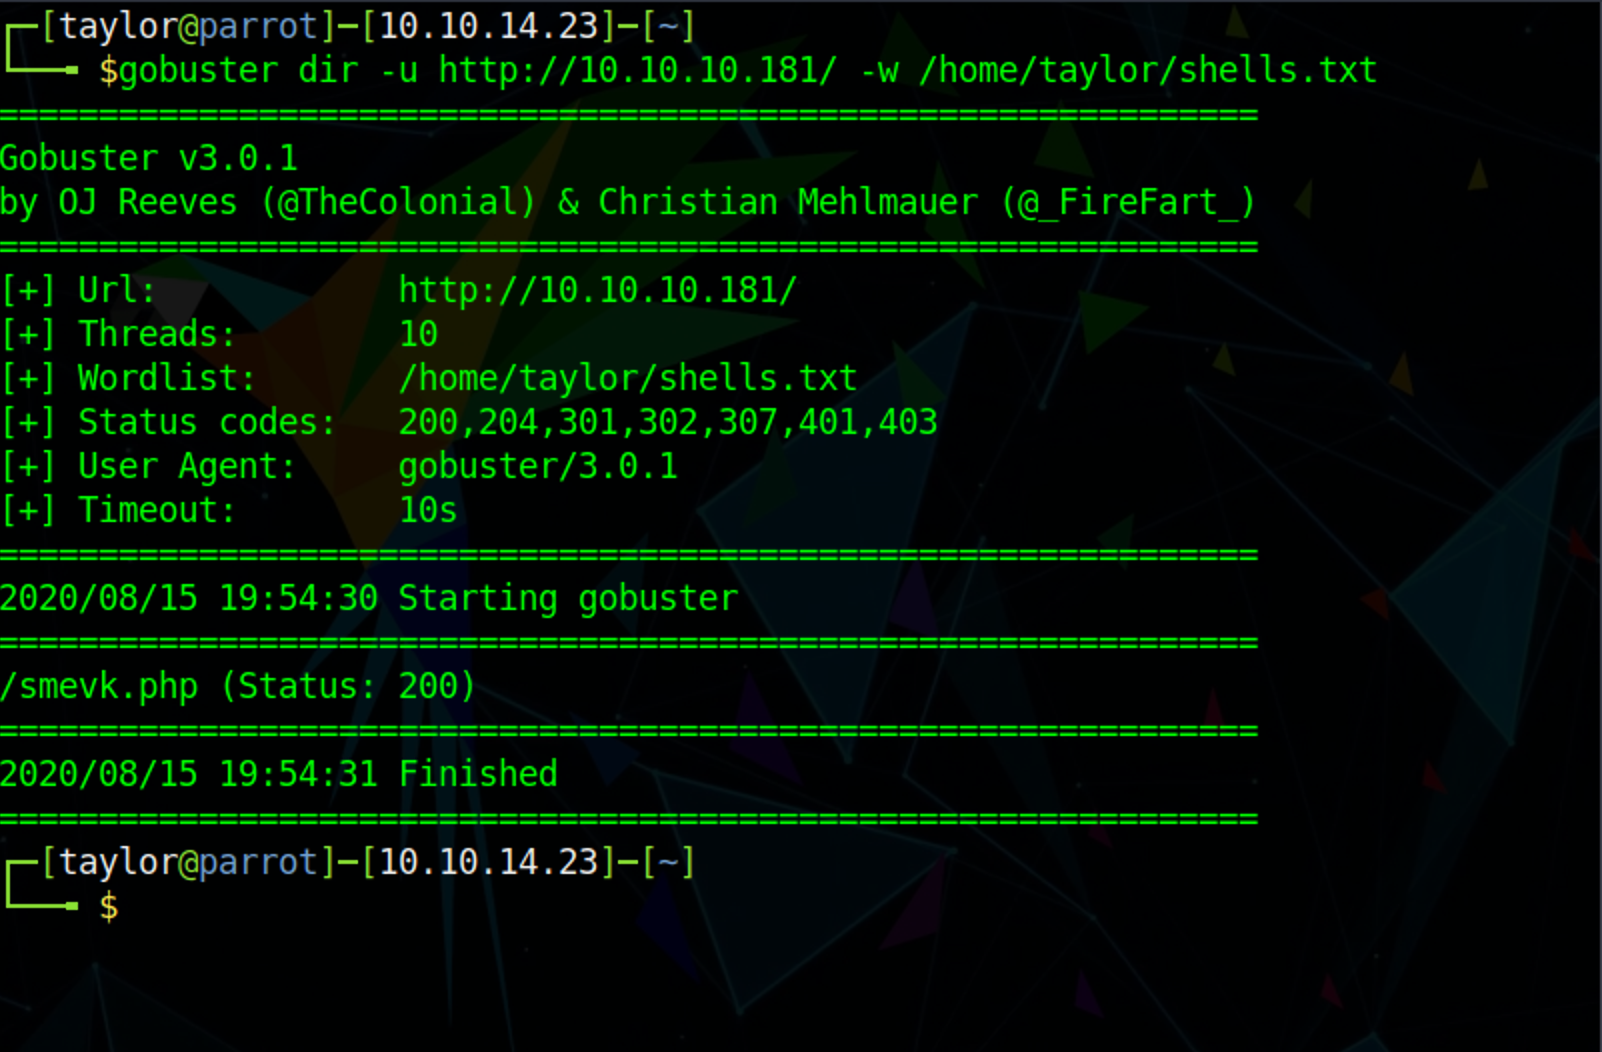 ┌─[taylor@parrot]─[10.10.14.23]─[~]
└──╼ $gobuster dir -u http://10.10.10.181/ -w /home/taylor/shells.txt
===============================================================
Gobuster v3.0.1
by OJ Reeves (@TheColonial) & Christian Mehlmauer (@_FireFart_)
===============================================================
[+] Url:            http://10.10.10.181/
[+] Threads:        10
[+] Wordlist:       /home/taylor/shells.txt
[+] Status codes:   200,204,301,302,307,401,403
[+] User Agent:     gobuster/3.0.1
[+] Timeout:        10s
===============================================================
2020/08/15 19:54:30 Starting gobuster
===============================================================
/smevk.php (Status: 200)
===============================================================
2020/08/15 19:54:31 Finished
===============================================================
┌─[taylor@parrot]─[10.10.14.23]─[~]
└──╼ $